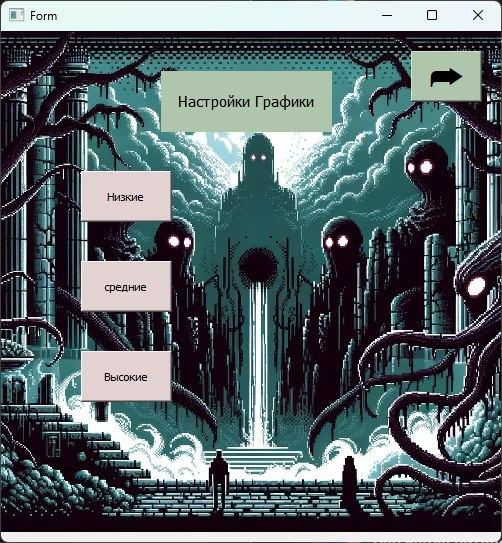 Form
Настройки Графики
Низкие
средние
Высокие